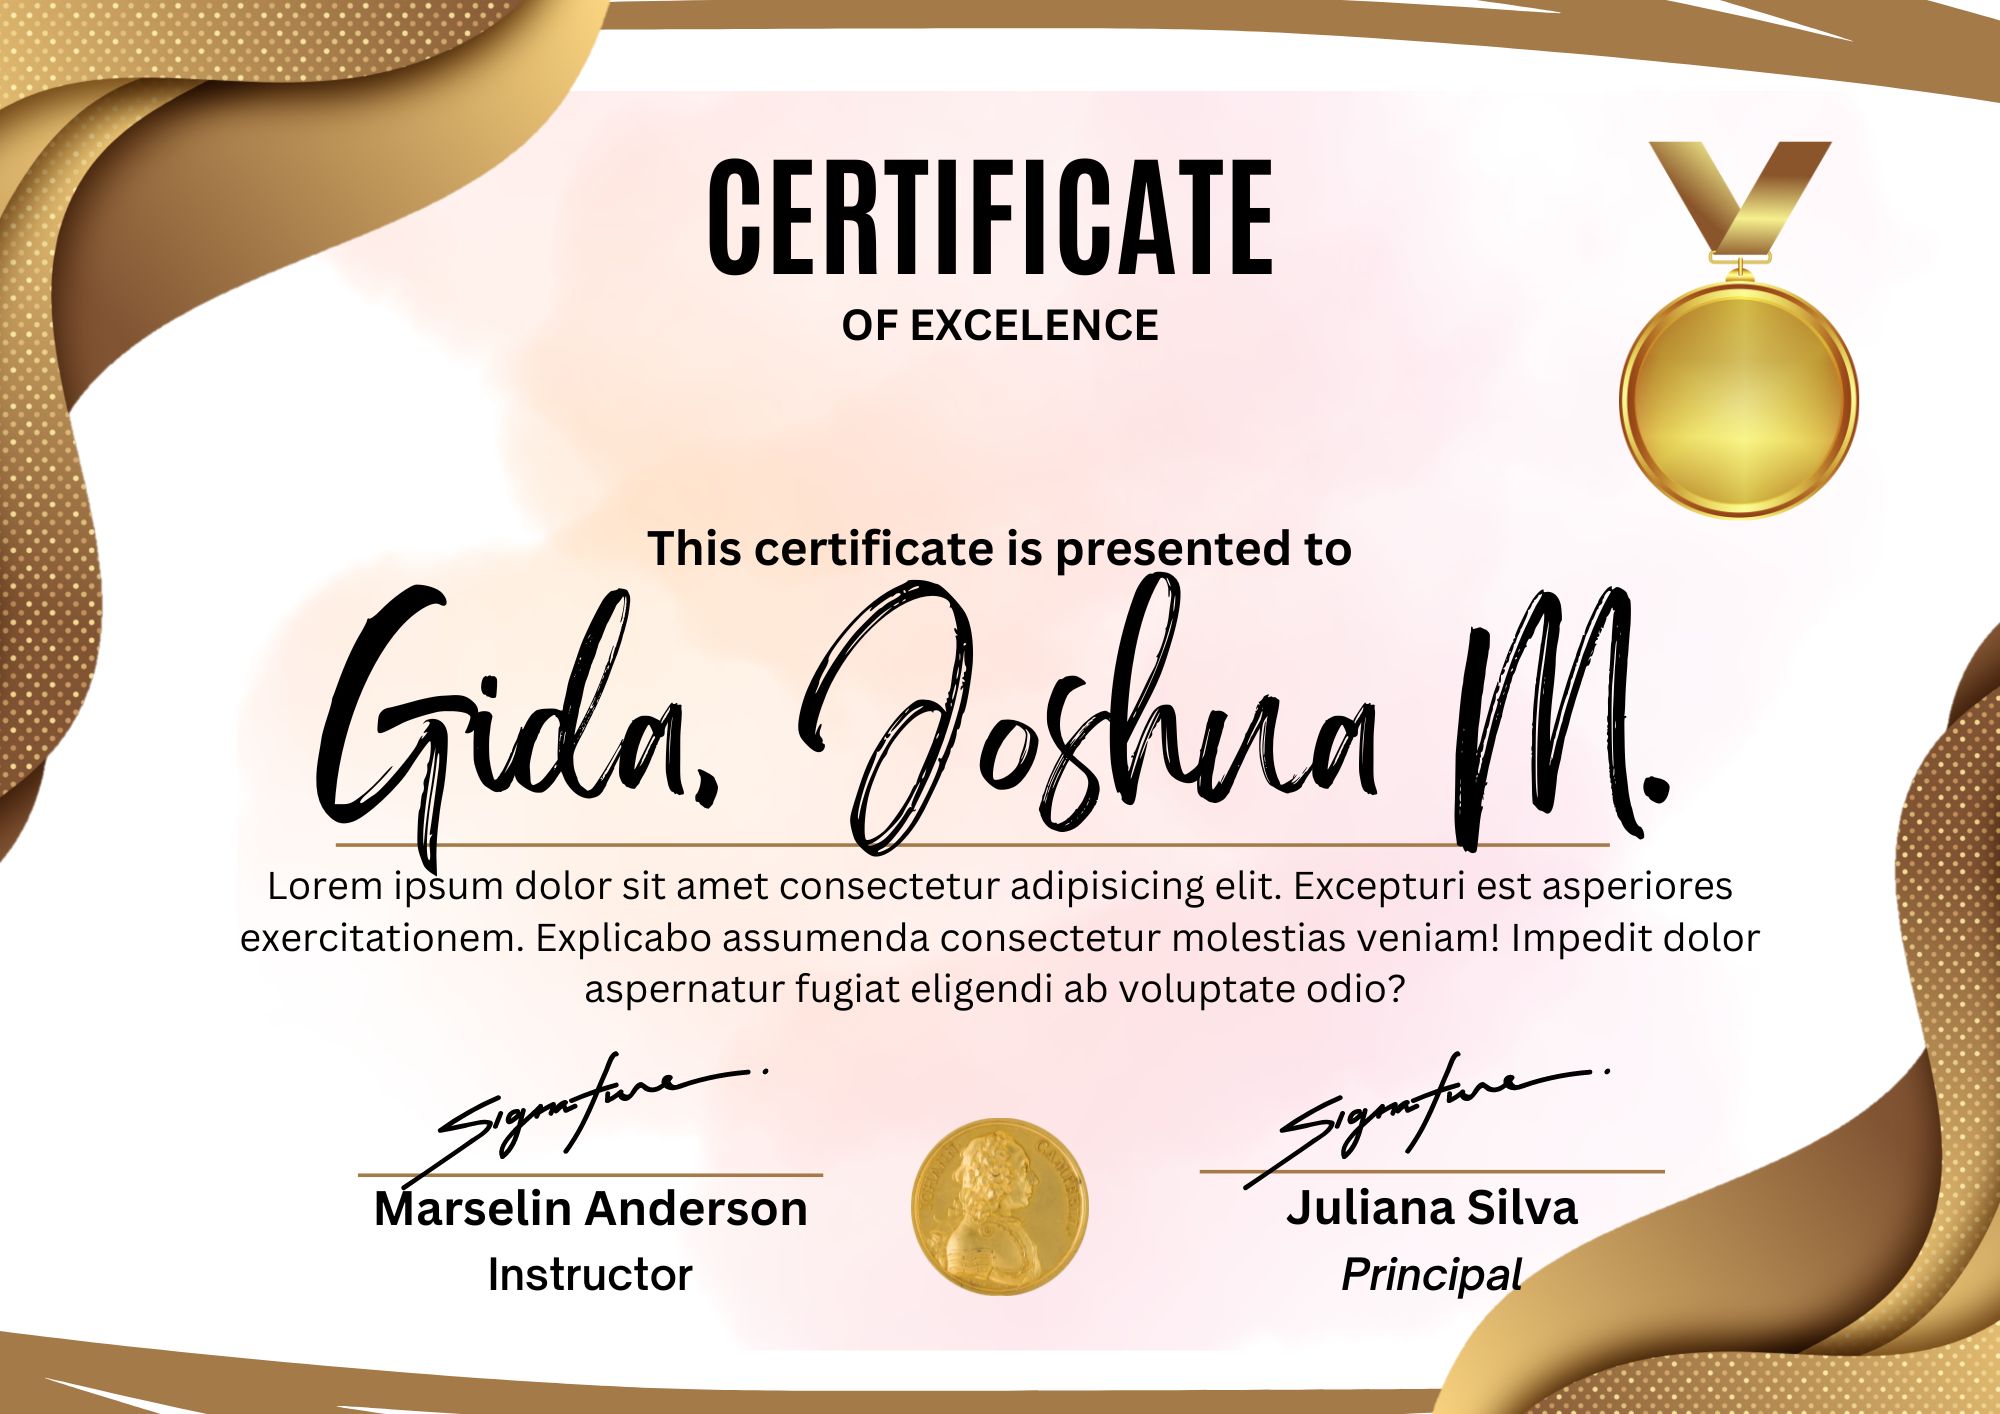 CERTIFICATE
OF EXCELENCE
This certificate is presented to
Gida, Joshua M.
Lorem ipsum dolor sit amet consectetur adipisicing elit. Excepturi est asperiores
exercitationem. Explicabo assumenda consectetur molestias veniam! Impedit dolor
aspernatur fugiat eligendi ab voluptate odio?
Signature
Signature
Marselin Anderson
Juliana Silva
Instructor
Principal